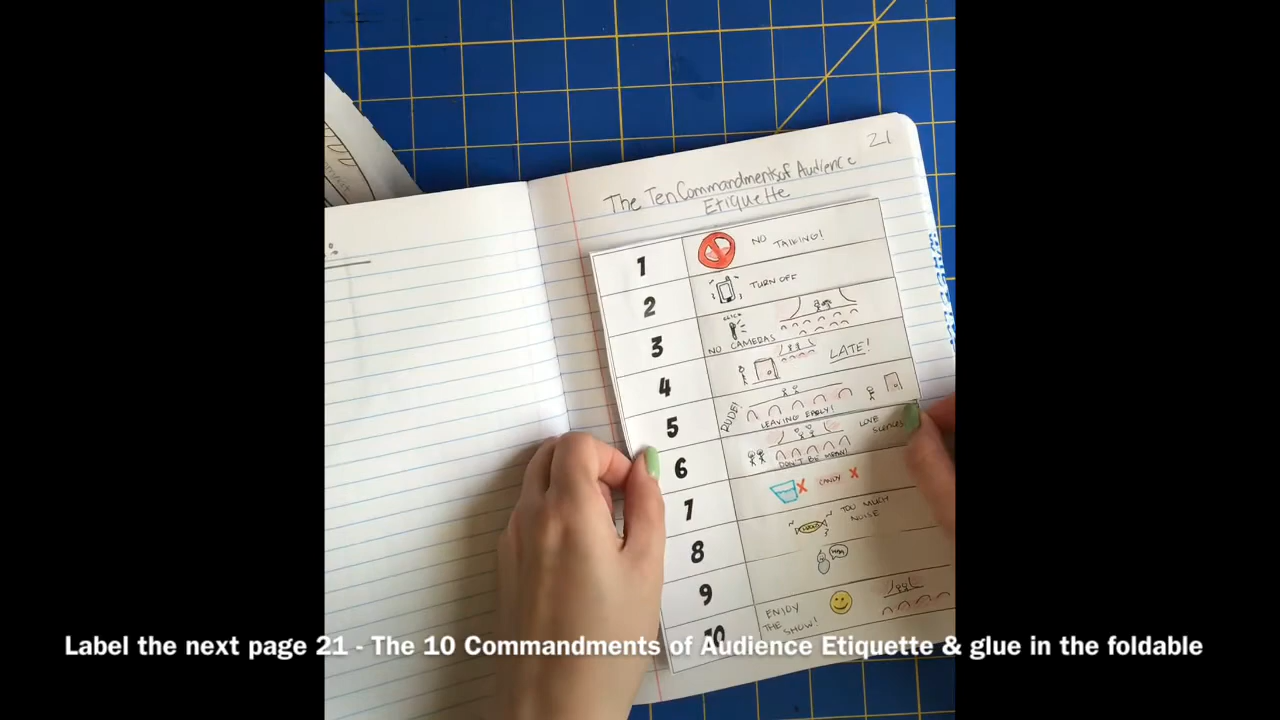 21
The Ten Commandments of Audience
Etiquette
1 NO TALKING!
2 TURN OFF
CLICK
3 NO CAMERAS
4 LATE!
5 RUDE! LEAVING EARLY!
6 DON'T BE MEAN! LOVE
7 CANDY
8 TOO MUCH
NOISE
9
10 ENJOY
THE SHOW!
Label the next page 21 - The 10 Commandments of Audience Etiquette & glue in the foldable